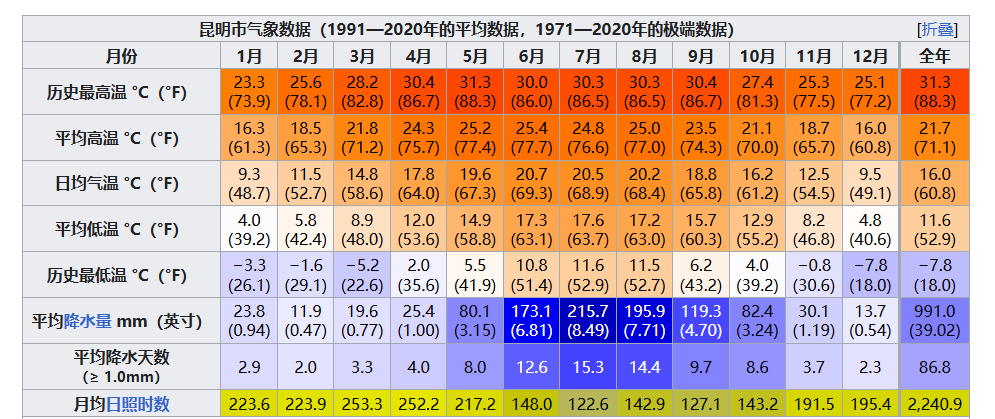 昆明市气象数据（1991—2020年的平均数据，1971—2020年的极端数据） [折叠]
月份 1月 2月 3月 4月 5月 6月 7月 8月 9月 10月 11月 12月 全年
历史最高温 °C（°F） 23.3 25.6 28.2 30.4 31.3 30.0 30.3 30.3 30.4 27.4 25.3 25.1 31.3
(73.9) (78.1) (82.8) (86.7) (88.3) (86.0) (86.5) (86.5) (86.7) (81.3) (77.5) (77.2) (88.3)
平均高温 °C（°F） 16.3 18.5 21.8 24.3 25.2 25.4 24.8 25.0 23.5 21.1 18.7 16.0 21.7
(61.3) (65.3) (71.2) (75.7) (77.4) (77.7) (76.6) (77.0) (74.3) (70.0) (65.7) (60.8) (71.1)
日均气温 °C（°F） 9.3 11.5 14.8 17.8 19.6 20.7 20.5 20.2 18.8 16.2 12.5 9.5 16.0
(48.7) (52.7) (58.6) (64.0) (67.3) (69.3) (68.9) (68.4) (65.8) (61.2) (54.5) (49.1) (60.8)
平均低温 °C（°F） 4.0 5.8 8.9 12.0 14.9 17.3 17.6 17.2 15.7 12.9 8.2 4.8 11.6
(39.2) (42.4) (48.0) (53.6) (58.8) (63.1) (63.7) (63.0) (60.3) (55.2) (46.8) (40.6) (52.9)
历史最低温 °C（°F） −3.3 −1.6 −5.2 2.0 5.5 10.8 11.6 11.5 6.2 4.0 −0.8 −7.8 −7.8
(26.1) (29.1) (22.6) (35.6) (41.9) (51.4) (52.9) (52.7) (43.2) (39.2) (30.6) (18.0) (18.0)
平均降水量 mm（英寸） 23.8 11.9 19.6 25.4 80.1 173.1 215.7 195.9 119.3 82.4 30.1 13.7 991.0
(0.94) (0.47) (0.77) (1.00) (3.15) (6.81) (8.49) (7.71) (4.70) (3.24) (1.19) (0.54) (39.02)
平均降水天数
（≥ 1.0mm） 2.9 2.0 3.3 4.0 8.0 12.6 15.3 14.4 9.7 8.6 3.7 2.3 86.8
月均日照时数 223.6 223.9 253.3 252.2 217.2 148.0 122.6 142.9 127.1 143.2 191.5 195.4 2,240.9